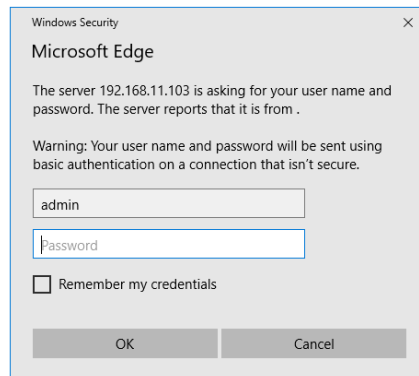 Windows Security
Microsoft Edge
The server 192.168.11.103 is asking for your user name and
password. The server reports that it is from .
Warning: Your user name and password will be sent using
basic authentication on a connection that isn't secure.
admin
Password
Remember my credentials
OK
Cancel